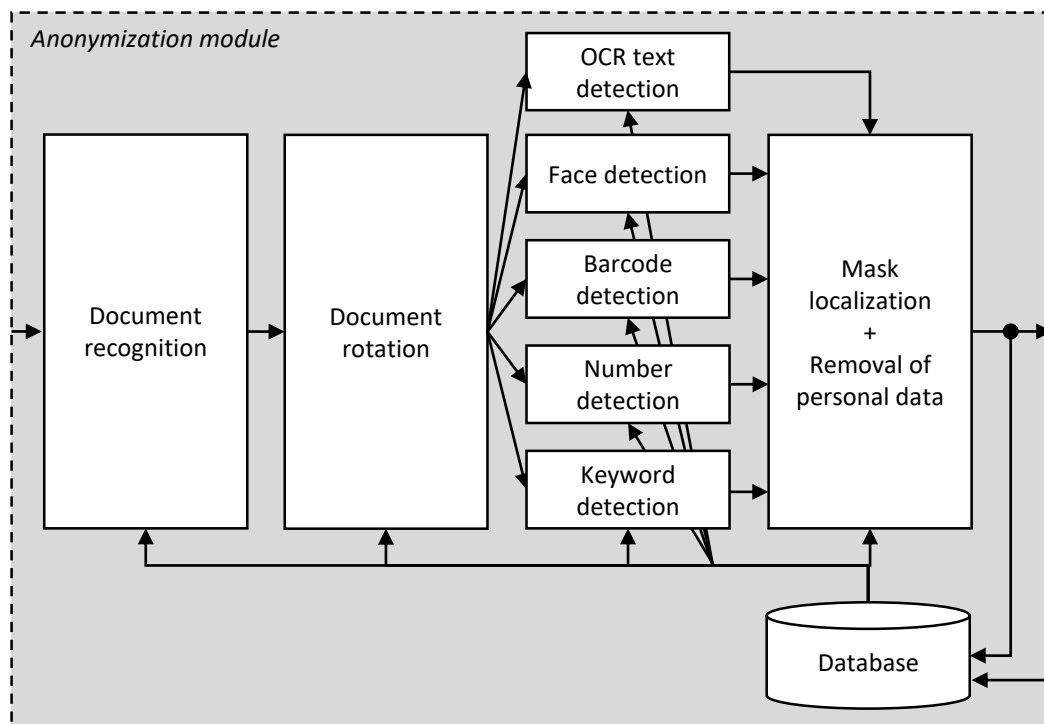 Anonymization module
OCR text
detection
Face detection
Barcode
detection
Number
detection
Keyword
detection
Document
recognition
Document
rotation
Mask
localization
+
Removal of
personal data
Database